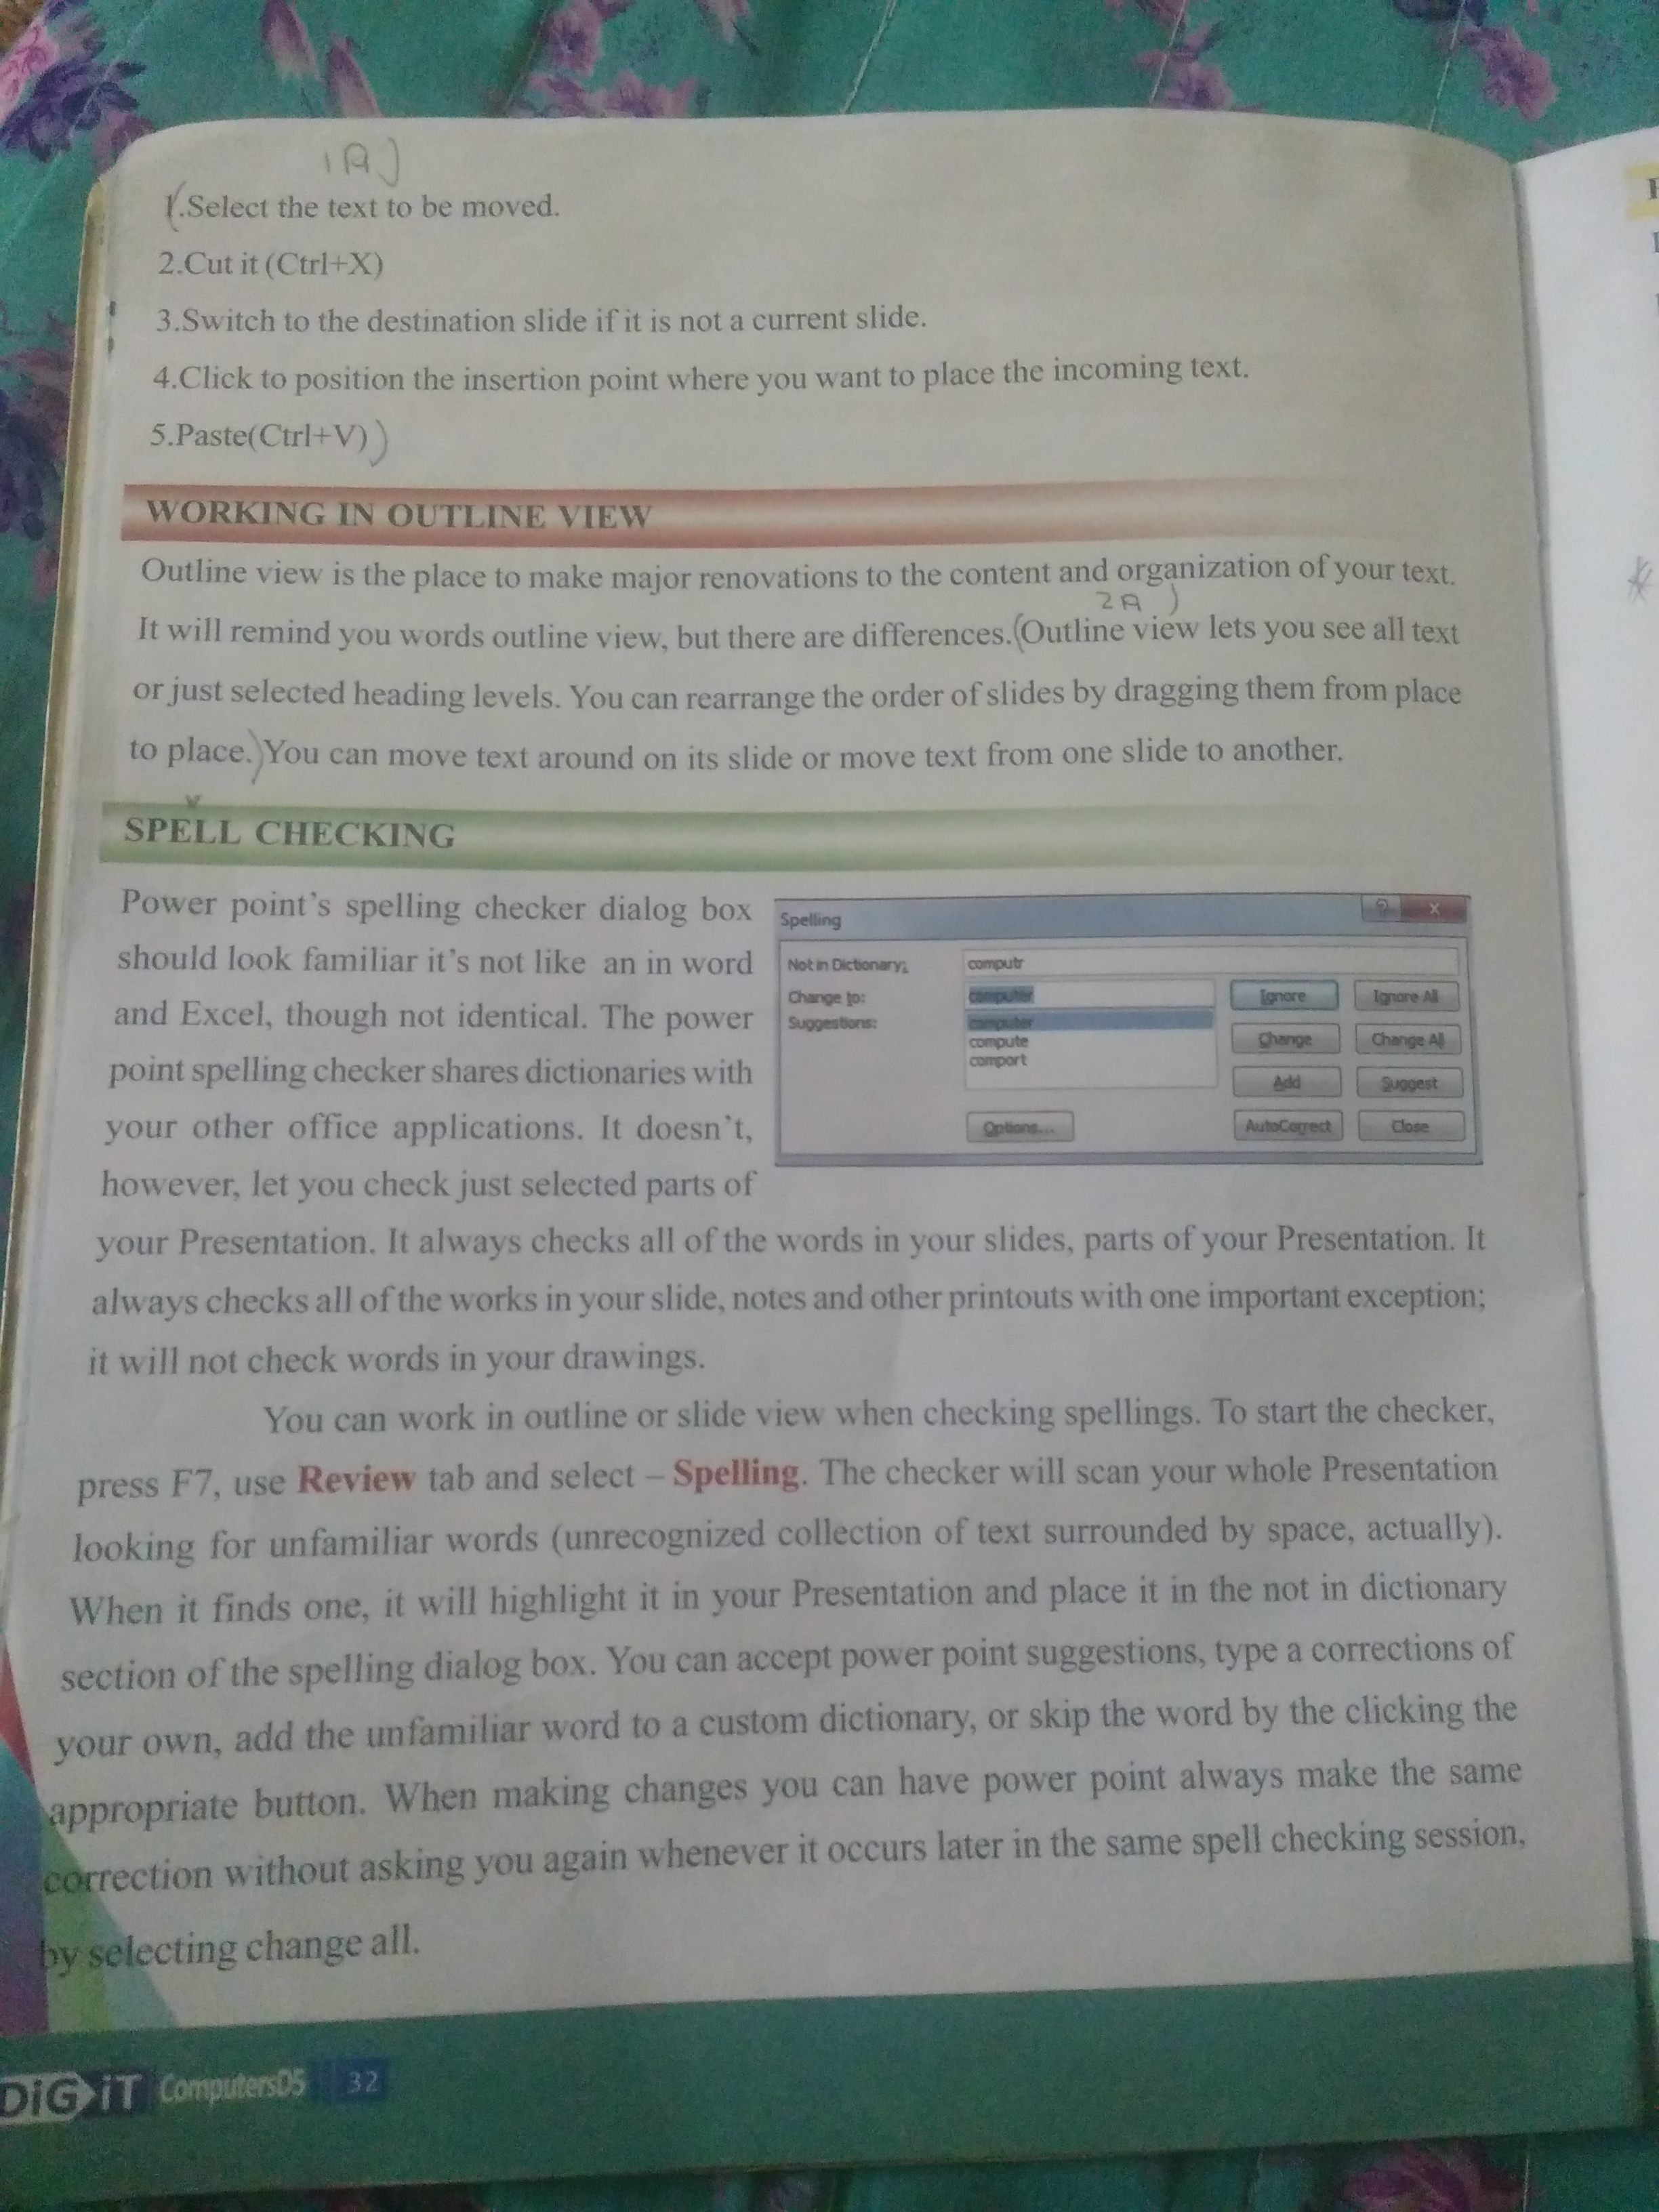 1A)
(1.Select the text to be moved.
2.Cut it (Ctrl+X)
3.Switch to the destination slide if it is not a current slide.
4.Click to position the insertion point where you want to place the incoming text.
5.Paste(Ctrl+V))
WORKING IN OUTLINE VIEW
Outline view is the place to make major renovations to the content and organization of your text.
2A )
It will remind you words outline view, but there are differences.(Outline view lets you see all text
or just selected heading levels. You can rearrange the order of slides by dragging them from place
to place.)You can move text around on its slide or move text from one slide to another.
SPELL CHECKING
Power point's spelling checker dialog box
should look familiar it's not like an in word
and Excel, though not identical. The power
point spelling checker shares dictionaries with
your other office applications. It doesn't,
however, let you check just selected parts of
Spelling
Not in Dictionary: computr
Change to: computer
Suggestions: computer
compute
comport
Ignore Ignore All
Change Change All
Add Suggest
Options... AutoCorrect Close
your Presentation. It always checks all of the words in your slides, parts of your Presentation. It
always checks all of the works in your slide, notes and other printouts with one important exception;
it will not check words in your drawings.
You can work in outline or slide view when checking spellings. To start the checker,
press F7, use Review tab and select – Spelling. The checker will scan your whole Presentation
looking for unfamiliar words (unrecognized collection of text surrounded by space, actually).
When it finds one, it will highlight it in your Presentation and place it in the not in dictionary
section of the spelling dialog box. You can accept power point suggestions, type a corrections of
your own, add the unfamiliar word to a custom dictionary, or skip the word by the clicking the
appropriate button. When making changes you can have power point always make the same
correction without asking you again whenever it occurs later in the same spell checking session,
by selecting change all.
DiGiT Computers05 32